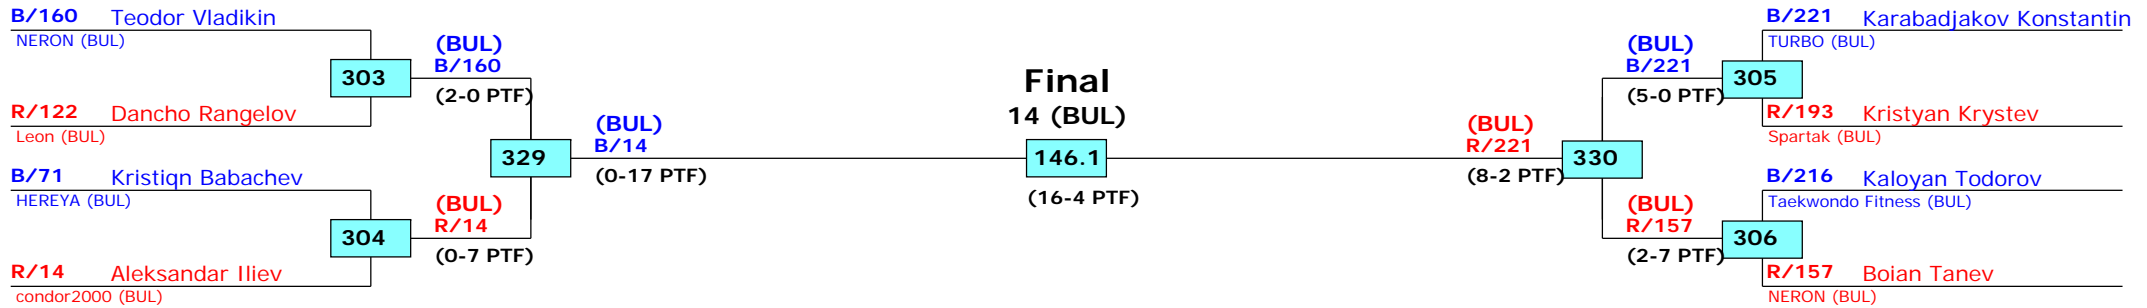 B/160 Teodor Vladikin
NERON (BUL)
303
(BUL)
B/160
(2-0 PTF)
R/122 Dancho Rangelov
Leon (BUL)
329
(BUL)
B/14
(0-17 PTF)
B/71 Kristiqn Babachev
HEREYA (BUL)
304
(BUL)
R/14
(0-7 PTF)
R/14 Aleksandar Iliev
condor2000 (BUL)
Final
14 (BUL)
146.1
(16-4 PTF)
(BUL)
R/221
(8-2 PTF)
330
(BUL)
B/221
(5-0 PTF)
305
B/221 Karabadjakov Konstantin
TURBO (BUL)
R/193 Kristyan Krystev
Spartak (BUL)
(BUL)
R/157
(2-7 PTF)
306
B/216 Kaloyan Todorov
Taekwondo Fitness (BUL)
R/157 Boian Tanev
NERON (BUL)